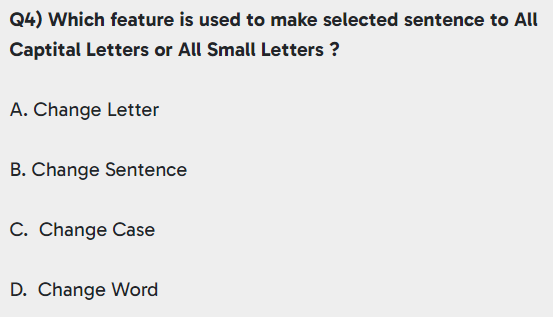 Q4) Which feature is used to make selected sentence to All
Captital Letters or All Small Letters ?
A. Change Letter
B. Change Sentence
C. Change Case
D. Change Word